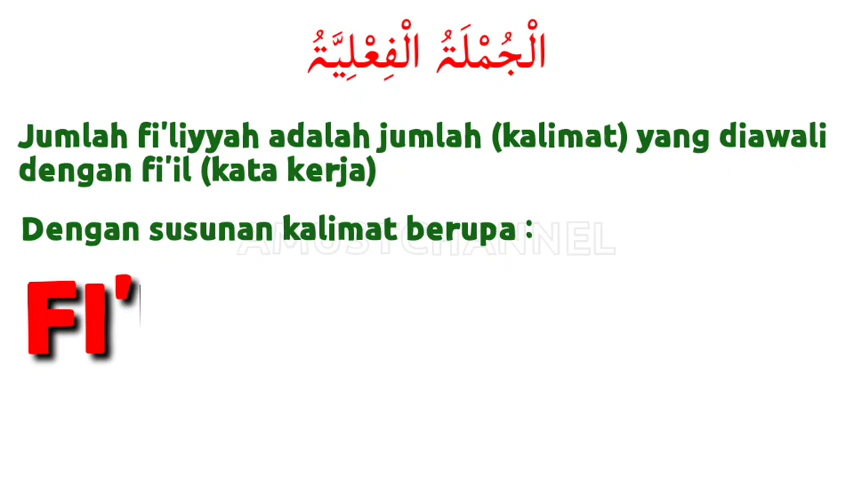 الْجُمْلَةُ الْفِعْلِيَّةُ
Jumlah fi'liyyah adalah jumlah (kalimat) yang diawali
dengan fi'il (kata kerja)
Dengan susunan kalimat berupa :
AMUSTCHANNEL
FI'